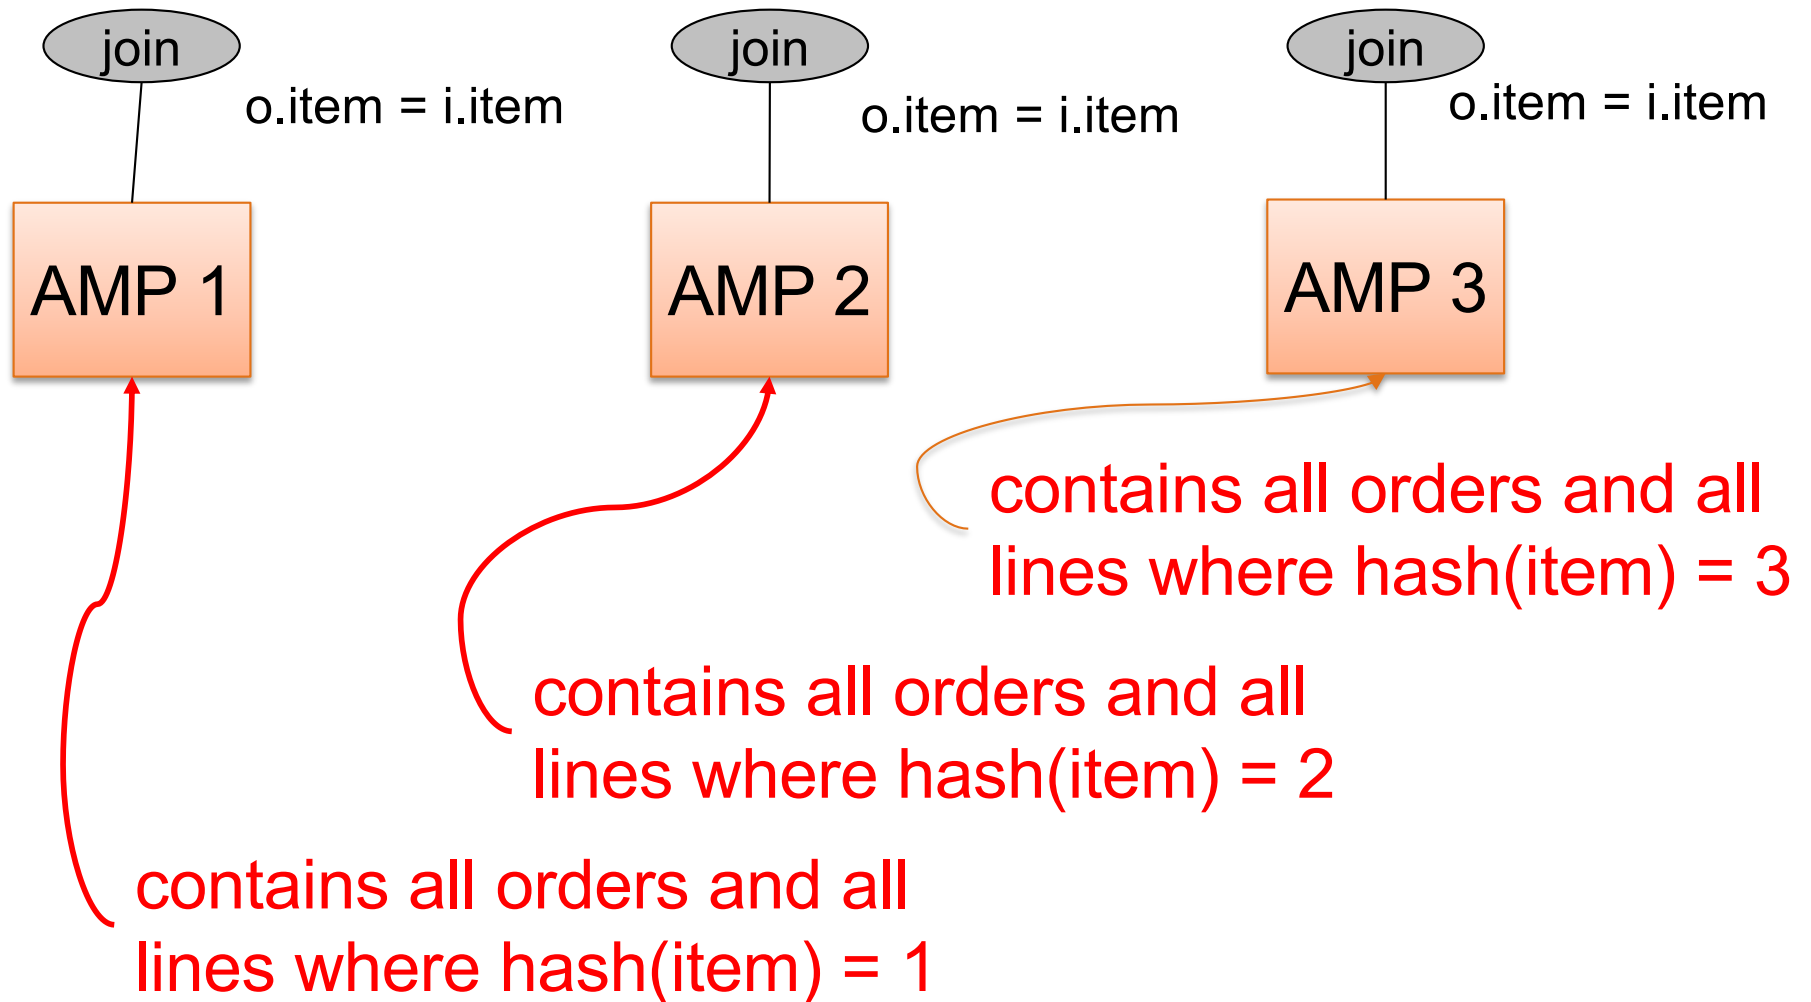 join
join
join
o.item = i.item
o.item = i.item
o.item = i.item
AMP 1
AMP 2
AMP 3
contains all orders and all
lines where hash(item) = 3
contains all orders and all
lines where hash(item) = 2
contains all orders and all
lines where hash(item) = 1